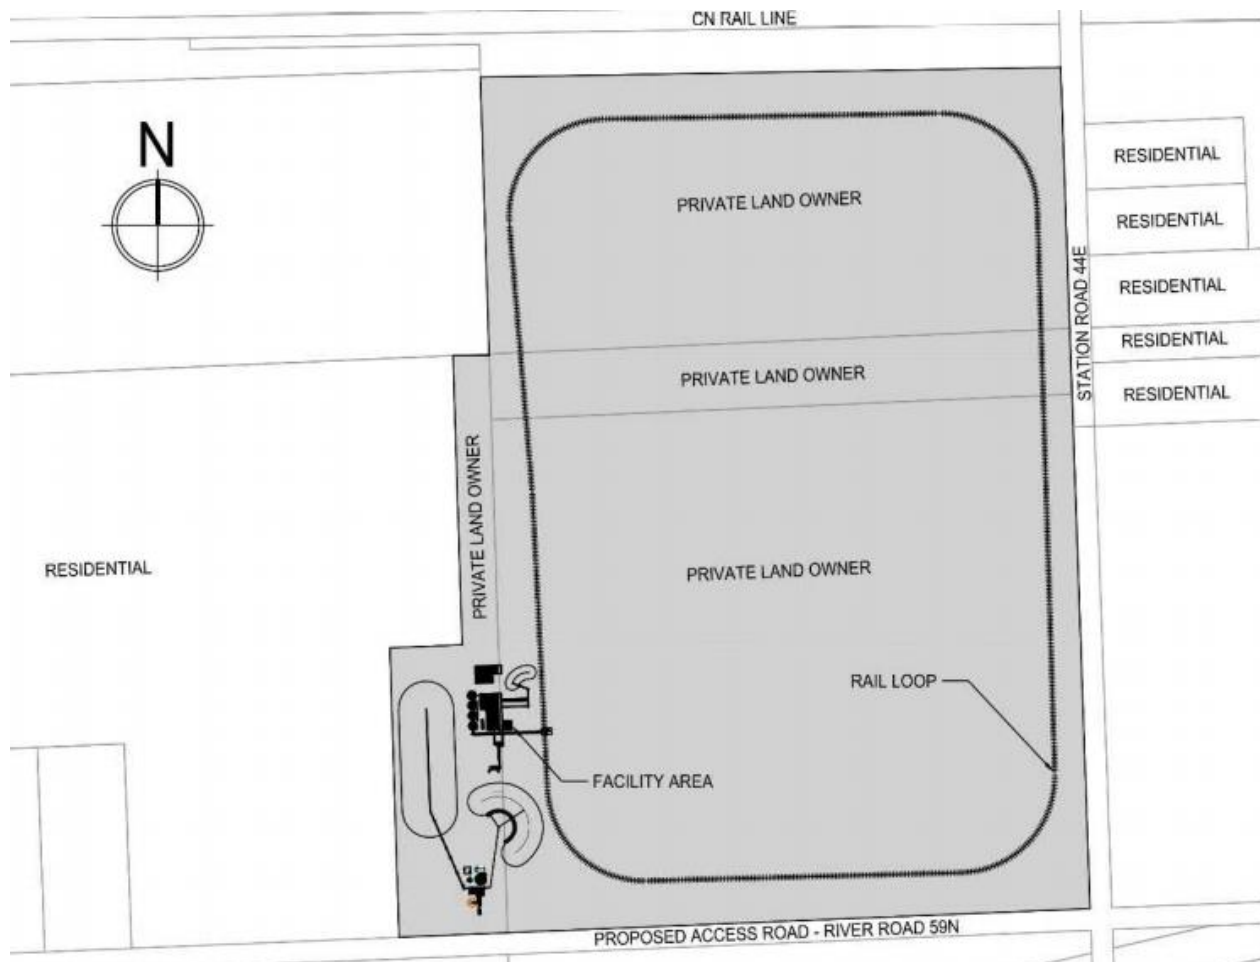 CN RAIL LINE
N
RESIDENTIAL
PRIVATE LAND OWNER
RESIDENTIAL
STATION ROAD 44E
RESIDENTIAL
RESIDENTIAL
PRIVATE LAND OWNER
RESIDENTIAL
PRIVATE LAND OWNER
RESIDENTIAL
PRIVATE LAND OWNER
RAIL LOOP
FACILITY AREA
PROPOSED ACCESS ROAD - RIVER ROAD 59N